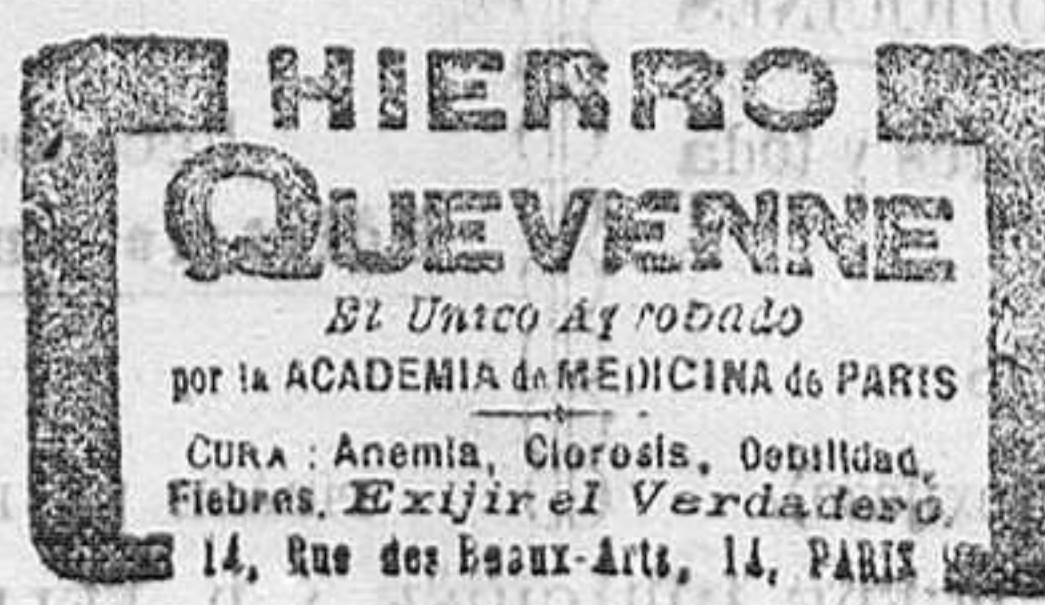 HIERRO
QUEVENNE
El Unico Aprobado
por la ACADEMIA de MEDICINA de PARIS
CURA : Anemia, Clorosis, Debilidad,
Fiebres. Exijir el Verdadero.
14, Rue des Beaux-Arts, 14, PARIS